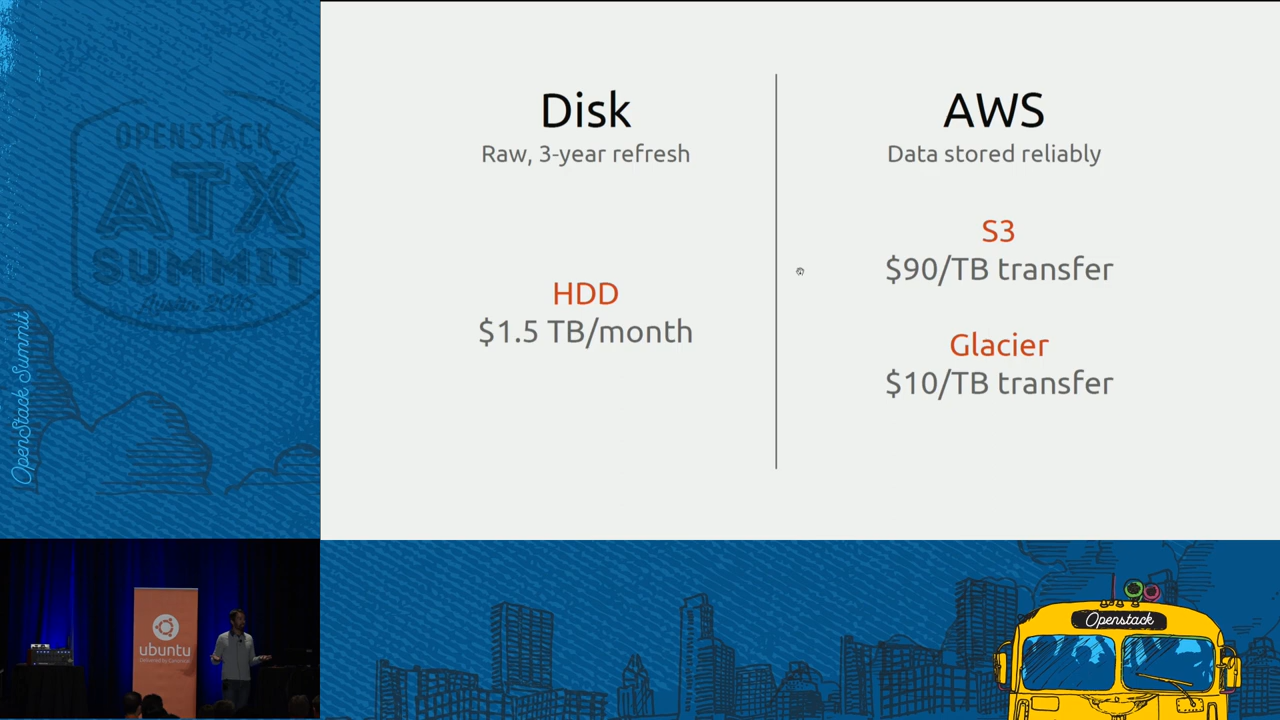 OPENSTACK
ATX
SUMMIT
OpenStack Summit
Disk
Raw, 3-year refresh
HDD
$1.5 TB/month
AWS
Data stored reliably
S3
$90/TB transfer
Glacier
$10/TB transfer
ubuntu
Openstack